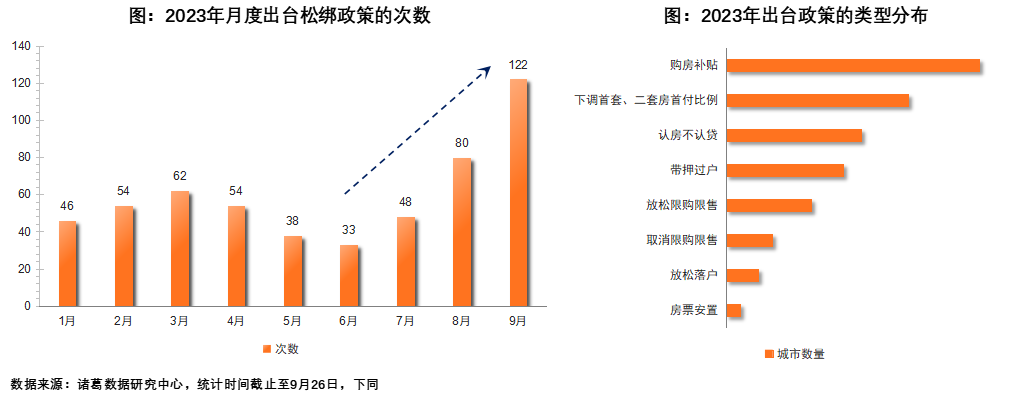 图：2023年月度出台松绑政策的次数
140
120
100
80
60
40
20
0
46
54
62
54
38
33
48
80
122
1月
2月
3月
4月
5月
6月
7月
8月
9月
次数
图：2023年出台政策的类型分布
购房补贴
下调首套、二套房首付比例
认房不认贷
带押过户
放松限购限售
取消限购限售
放松落户
房票安置
城市数量
数据来源：诸葛数据研究中心，统计时间截止至9月26日，下同